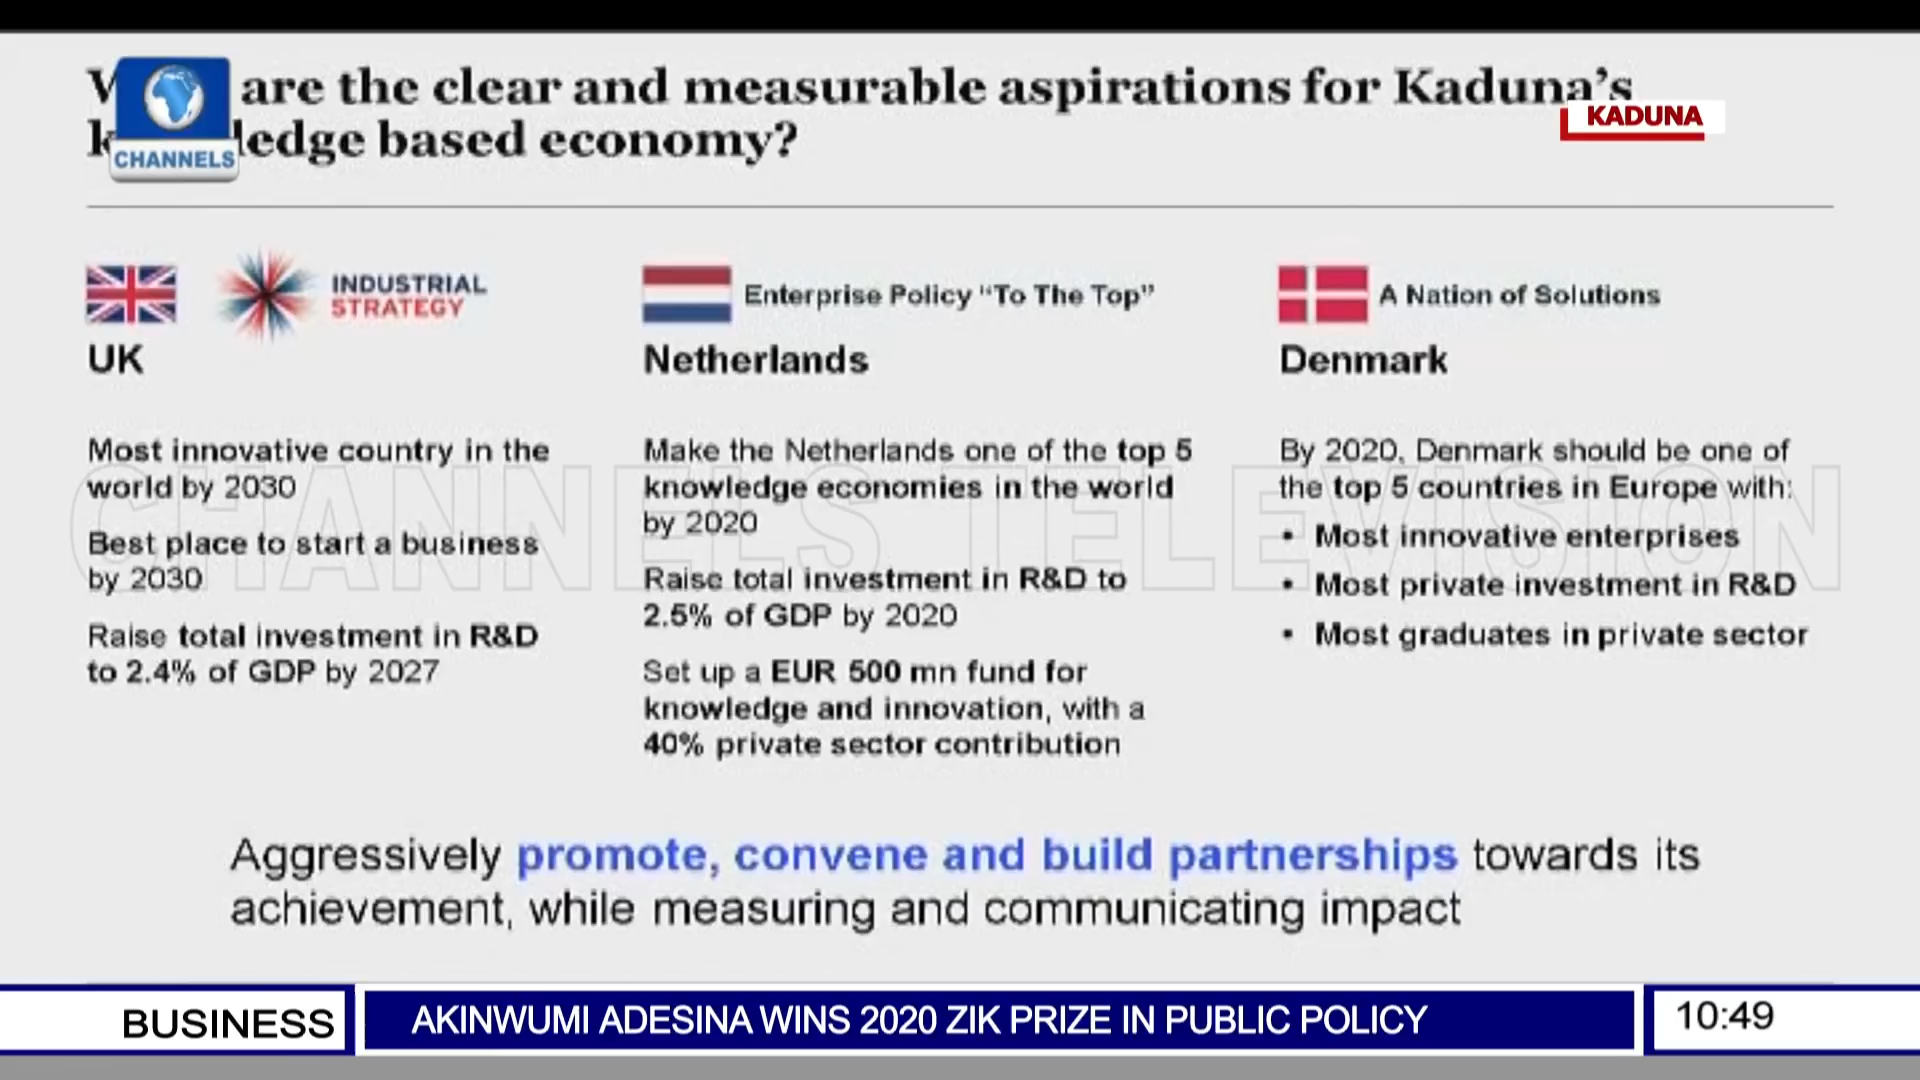 are the clear and measurable aspirations for Kaduna's
based economy?
CHANNELS
KADUNA
INDUSTRIAL
STRATEGY
UK
Most innovative country in the
world by 2030
Best place to start a business
by 2030
Raise total investment in R&D
to 2.4% of GDP by 2027
Enterprise Policy “To The Top”
Netherlands
Make the Netherlands one of the top 5
knowledge economies in the world
by 2020
Raise total investment in R&D to
2.5% of GDP by 2020
Set up a EUR 500 mn fund for
knowledge and innovation, with a
40% private sector contribution
A Nation of Solutions
Denmark
By 2020, Denmark should be one of
the top 5 countries in Europe with:
• Most innovative enterprises
• Most private investment in R&D
• Most graduates in private sector
CHANNELS TELEVISION
Aggressively promote, convene and build partnerships towards its
achievement, while measuring and communicating impact
BUSINESS
AKINWUMI ADESINA WINS 2020 ZIK PRIZE IN PUBLIC POLICY
10:49